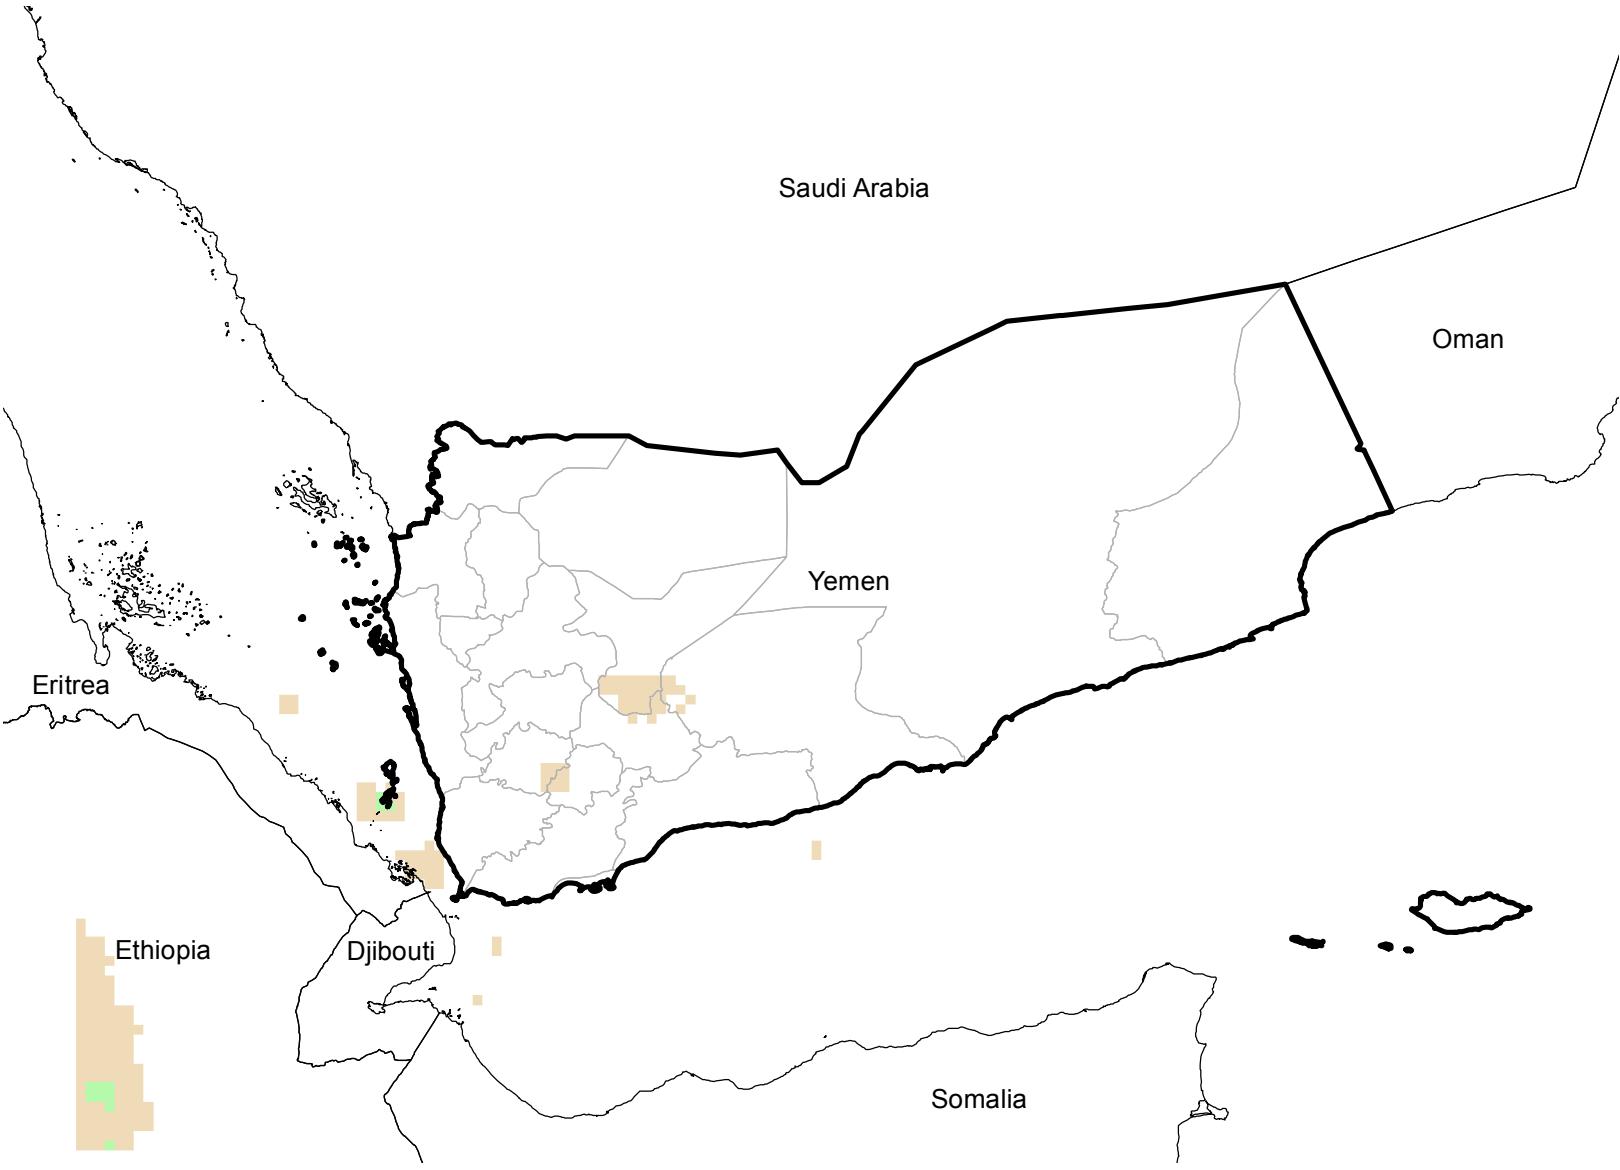 Saudi Arabia
Oman
Yemen
Eritrea
Ethiopia
Djibouti
Somalia